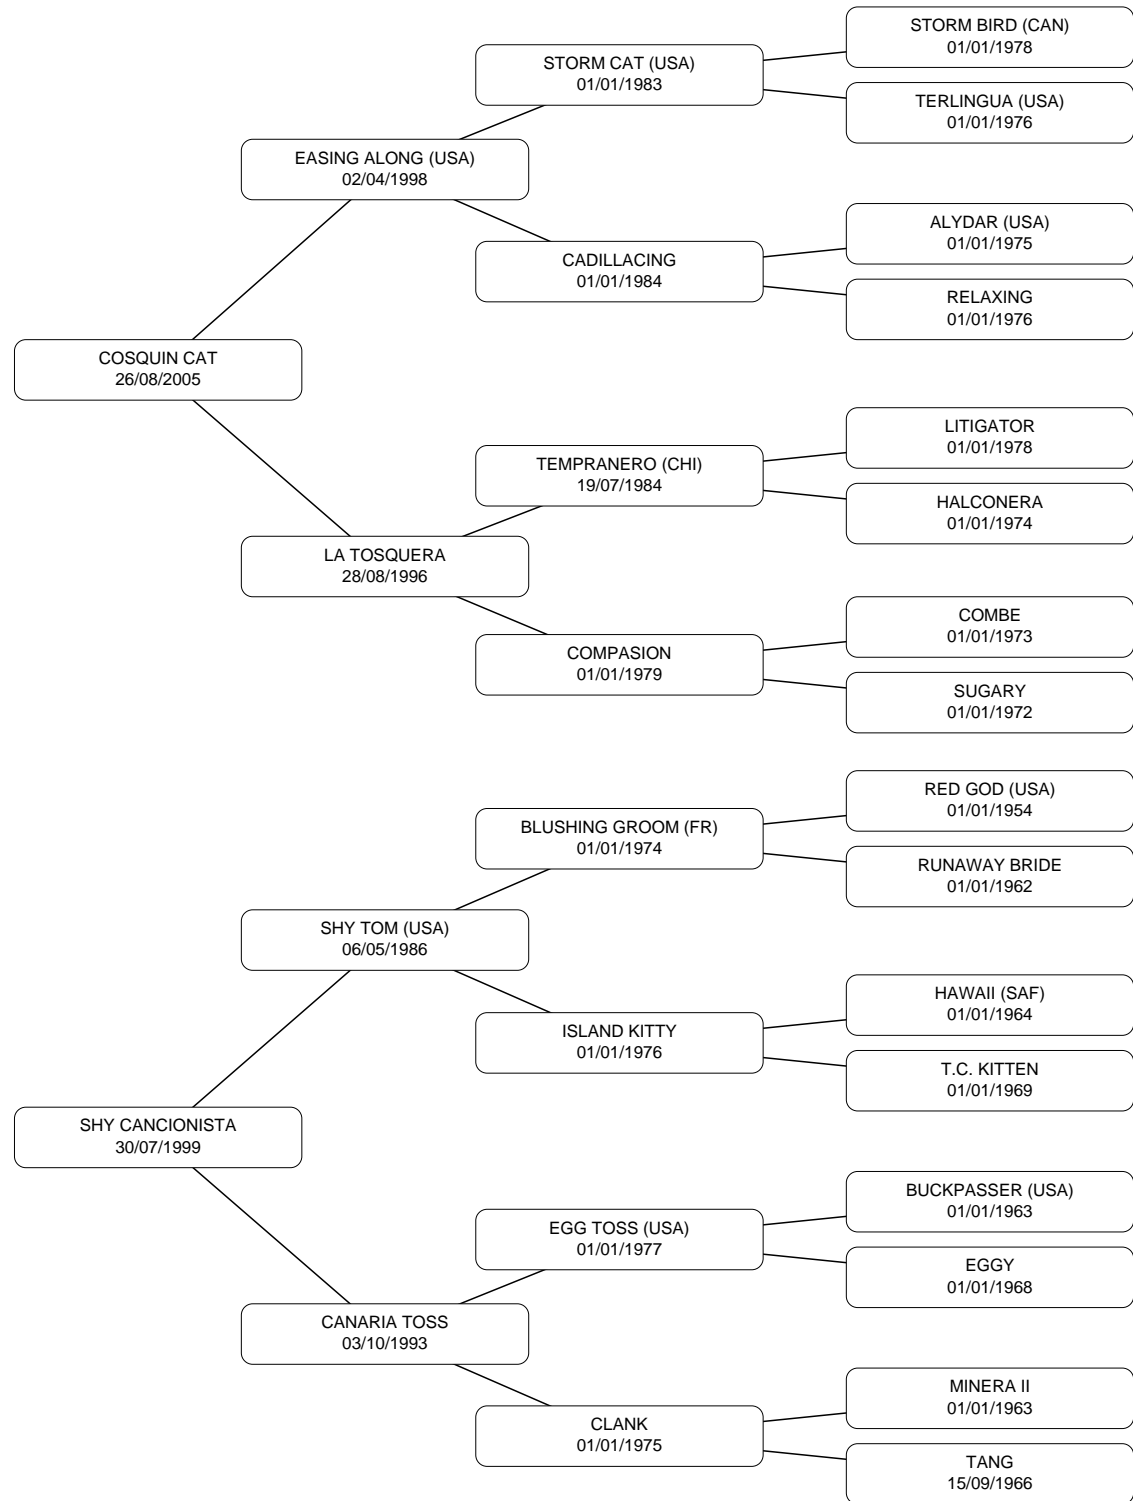 STORM BIRD (CAN)
01/01/1978
STORM CAT (USA)
01/01/1983
TERLINGUA (USA)
01/01/1976
EASING ALONG (USA)
02/04/1998
ALYDAR (USA)
01/01/1975
CADILLACING
01/01/1984
RELAXING
01/01/1976
COSQUIN CAT
26/08/2005
LITIGATOR
01/01/1978
TEMPRANERO (CHI)
19/07/1984
HALCONERA
01/01/1974
LA TOSQUERA
28/08/1996
COMBE
01/01/1973
COMPASION
01/01/1979
SUGARY
01/01/1972
RED GOD (USA)
01/01/1954
BLUSHING GROOM (FR)
01/01/1974
RUNAWAY BRIDE
01/01/1962
SHY TOM (USA)
06/05/1986
HAWAII (SAF)
01/01/1964
ISLAND KITTY
01/01/1976
T.C. KITTEN
01/01/1969
SHY CANCIONISTA
30/07/1999
BUCKPASSER (USA)
01/01/1963
EGG TOSS (USA)
01/01/1977
EGGY
01/01/1968
CANARIA TOSS
03/10/1993
MINERA II
01/01/1963
CLANK
01/01/1975
TANG
15/09/1966